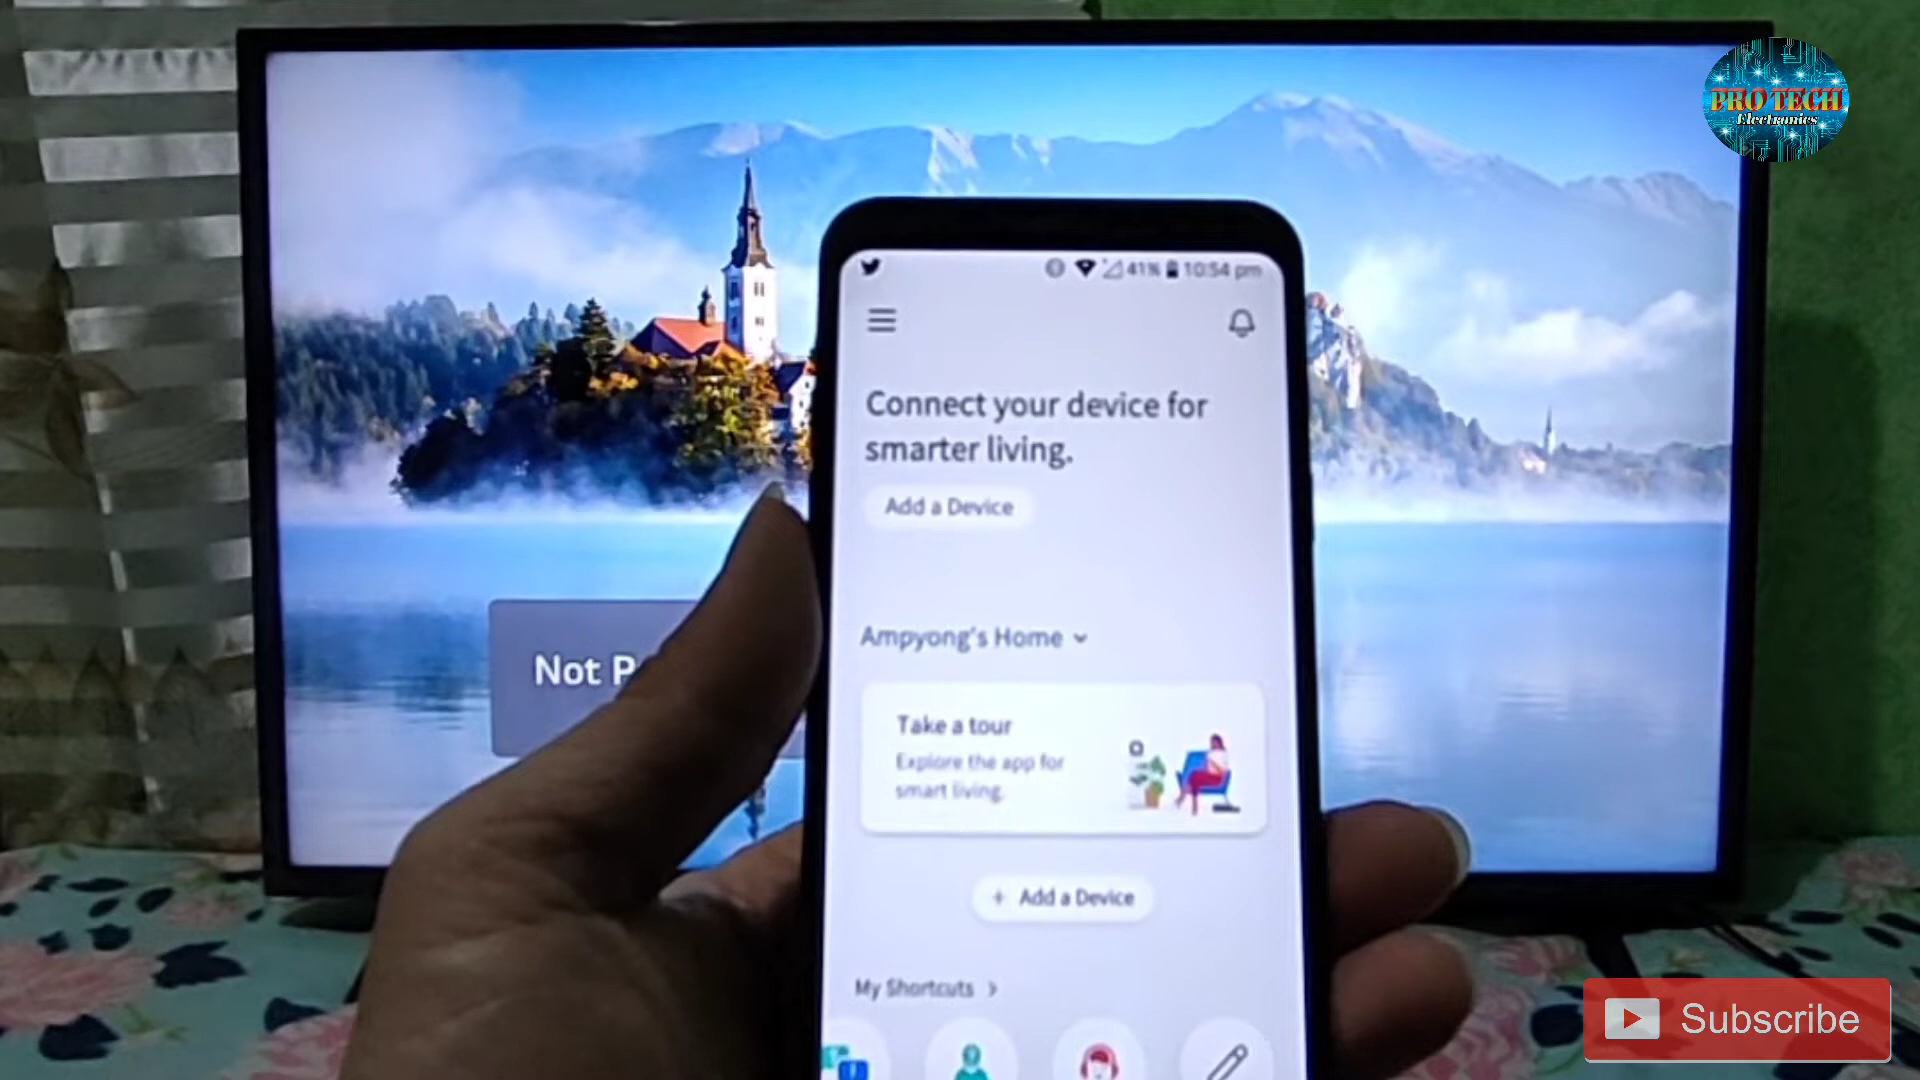 PRO TECH
Electronics
41% 10:54 pm
Connect your device for
smarter living.
Add a Device
Not P
Ampyong's Home
Take a tour
Explore the app for
smart living.
+ Add a Device
My Shortcuts >
Subscribe